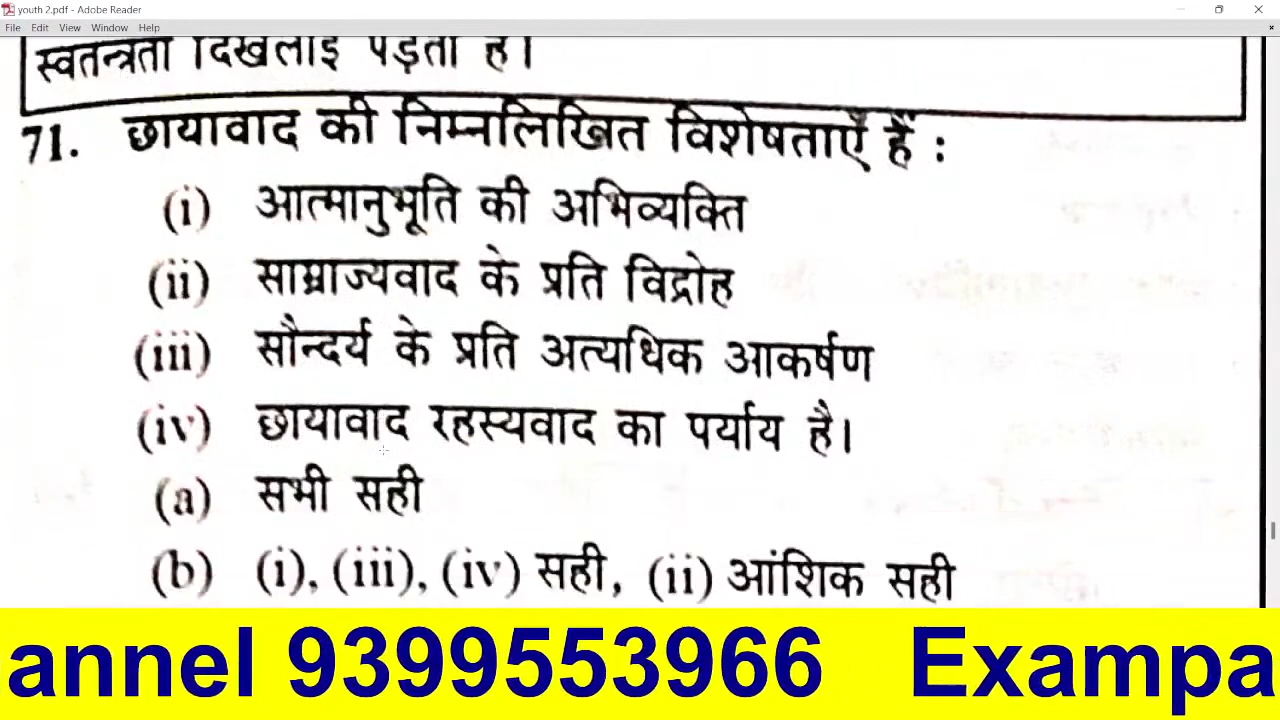 youth 2.pdf - Adobe Reader
File Edit View Window Help
स्वतन्त्रता दिखलाई पड़ती है।
71. छायावाद की निम्नलिखित विशेषताएँ हैं :
(i) आत्मानुभूति की अभिव्यक्ति
(ii) साम्राज्यवाद के प्रति विद्रोह
(iii) सौन्दर्य के प्रति अत्यधिक आकर्षण
(iv) छायावाद रहस्यवाद का पर्याय है।
(a) सभी सही
(b) (i), (iii), (iv) सही, (ii) आंशिक सही
annel 9399553966 Exampa